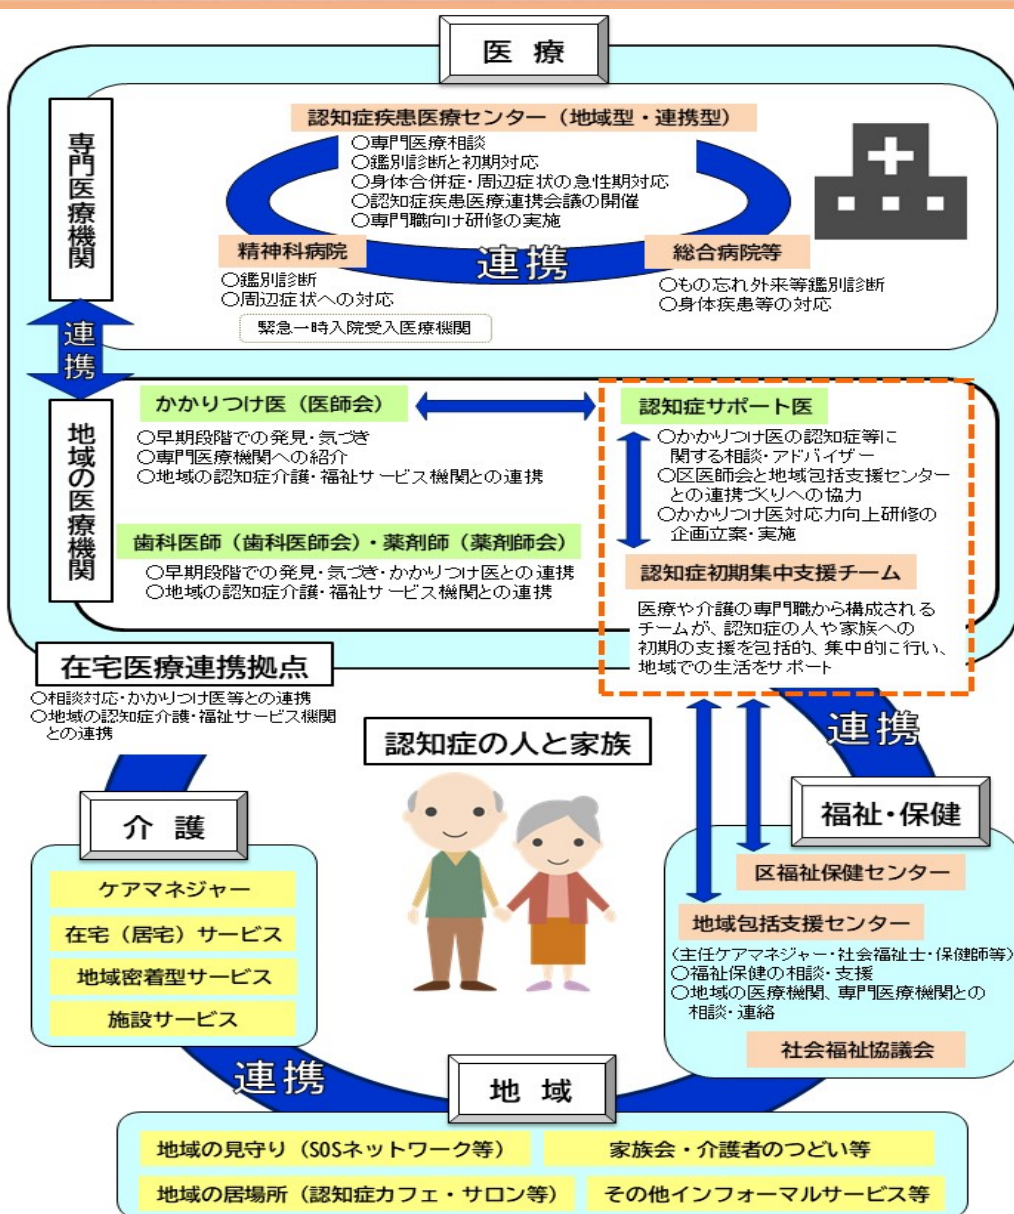 医 療
専門医療機関
認知症疾患医療センター（地域型・連携型）
○専門医療相談
○鑑別診断と初期対応
○身体合併症・周辺症状の急性期対応
○認知症疾患医療連携会議の開催
○専門職向け研修の実施
連携
精神科病院
○鑑別診断
○周辺症状への対応
緊急一時入院受入医療機関
総合病院等
○もの忘れ外来等鑑別診断
○身体疾患等の対応
連携
地域の医療機関
かかりつけ医（医師会）
○早期段階での発見・気づき
○専門医療機関への紹介
○地域の認知症介護・福祉サービス機関との連携
歯科医師（歯科医師会）・薬剤師（薬剤師会）
○早期段階での発見・気づき・かかりつけ医との連携
○地域の認知症介護・福祉サービス機関との連携
認知症サポート医
○かかりつけ医の認知症等に
関する相談・アドバイザー
○区医師会と地域包括支援センター
との連携づくりへの協力
○かかりつけ医対応力向上研修の
企画立案・実施
認知症初期集中支援チーム
医療や介護の専門職から構成される
チームが、認知症の人や家族への
初期の支援を包括的、集中的に行い、
地域での生活をサポート
在宅医療連携拠点
○相談対応・かかりつけ医等との連携
○地域の認知症介護・福祉サービス機関
との連携
連携
認知症の人と家族
介 護
ケアマネジャー
在宅（居宅）サービス
地域密着型サービス
施設サービス
福祉・保健
区福祉保健センター
地域包括支援センター
（主任ケアマネジャー・社会福祉士・保健師等）
○福祉保健の相談・支援
○地域の医療機関、専門医療機関との
相談・連絡
社会福祉協議会
連携
地 域
地域の見守り（SOSネットワーク等）
家族会・介護者のつどい等
地域の居場所（認知症カフェ・サロン等）
その他インフォーマルサービス等